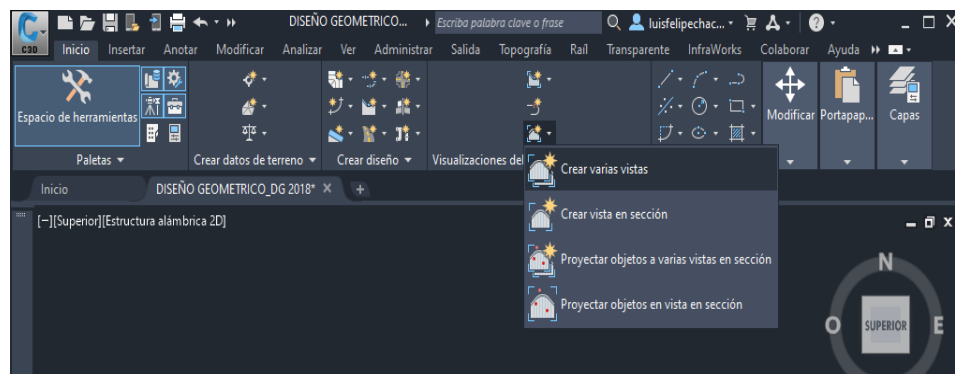 DISEÑO GEOMETRICO... Escriba palabra clave o frase luisfelipechac...
C3D Inicio Insertar Anotar Modificar Analizar Ver Administrar Salida Topografía Raíl Transparente InfraWorks Colaborar Ayuda
Espacio de herramientas Modificar Portapap... Capas
Paletas Crear datos de terreno Crear diseño Visualizaciones del
Crear varias vistas
Inicio DISEÑO GEOMETRICO_DG 2018*
Crear vista en sección
[−][Superior][Estructura alámbrica 2D]
Proyectar objetos a varias vistas en sección
N
Proyectar objetos en vista en sección
O SUPERIOR E